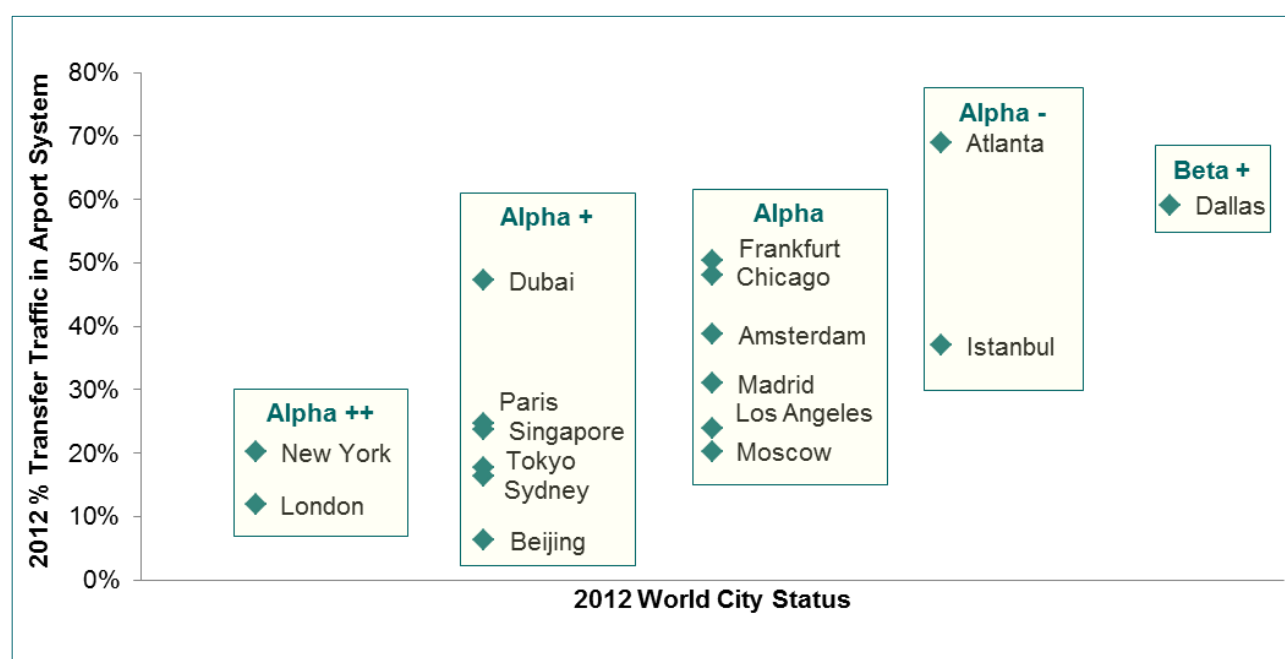 2012 % Transfer Traffic in Arport System
80%
70%
60%
50%
40%
30%
20%
10%
0%
Alpha ++
New York
London
Alpha +
Dubai
Paris
Singapore
Tokyo
Sydney
Beijing
Alpha
Frankfurt
Chicago
Amsterdam
Madrid
Los Angeles
Moscow
Alpha -
Atlanta
Istanbul
Beta +
Dallas
2012 World City Status